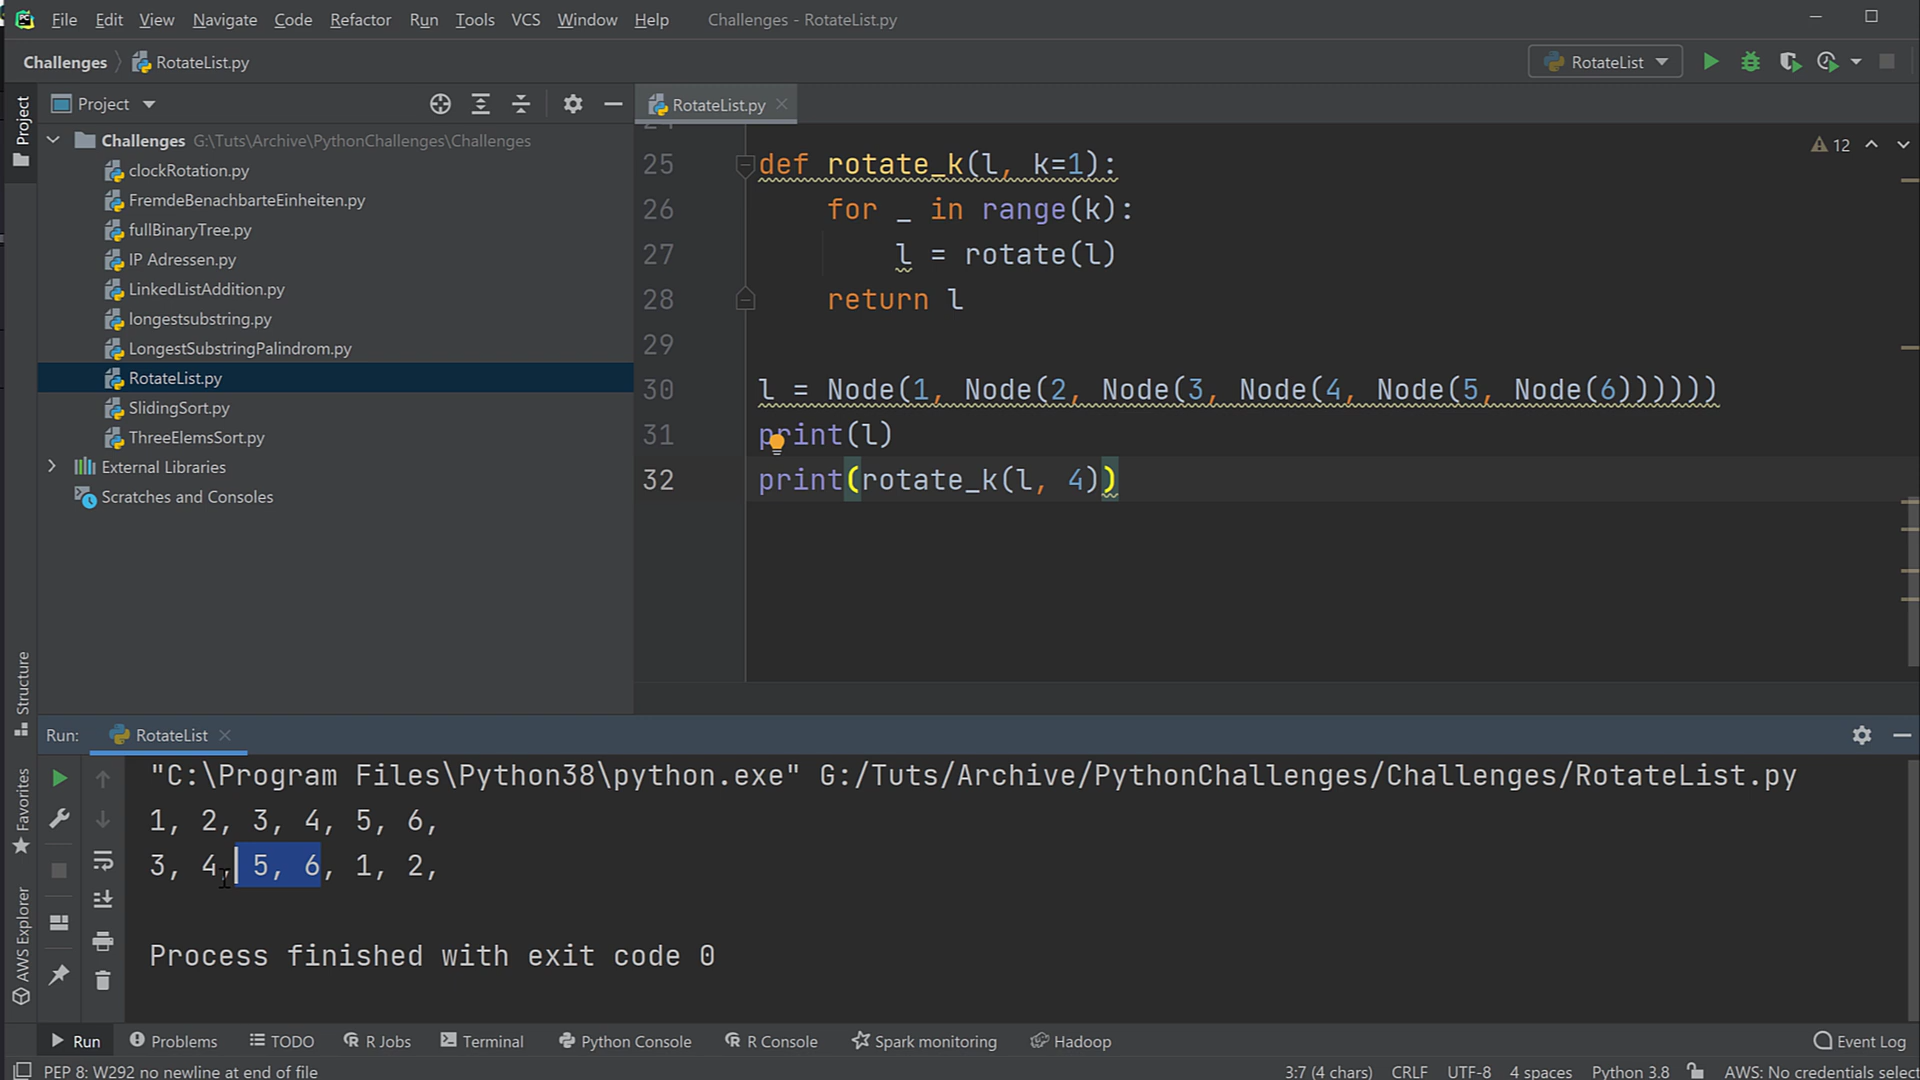 File Edit View Navigate Code Refactor Run Tools VCS Window Help Challenges - RotateList.py
Challenges RotateList.py RotateList
Project
Project
RotateList.py
Challenges G:\Tuts\Archive\PythonChallenges\Challenges
clockRotation.py
FremdeBenachbarteEinheiten.py
fullBinaryTree.py
IP Adressen.py
LinkedListAddition.py
longestsubstring.py
LongestSubstringPalindrom.py
RotateList.py
SlidingSort.py
ThreeElemsSort.py
External Libraries
Scratches and Consoles
12
25 def rotate_k(l, k=1):
26 for _ in range(k):
27 l = rotate(l)
28 return l
29
30 l = Node(1, Node(2, Node(3, Node(4, Node(5, Node(6))))))
31 print(l)
32 print(rotate_k(l, 4))
Structure
Favorites
AWS Explorer
Run: RotateList
"C:\Program Files\Python38\python.exe" G:/Tuts/Archive/PythonChallenges/Challenges/RotateList.py
1, 2, 3, 4, 5, 6,
3, 4, 5, 6, 1, 2,
Process finished with exit code 0
Run Problems TODO R Jobs Terminal Python Console R Console Spark monitoring Hadoop Event Log
PEP 8: W292 no newline at end of file 3:7 (4 chars) CRLF UTF-8 4 spaces Python 3.8 AWS: No credentials select